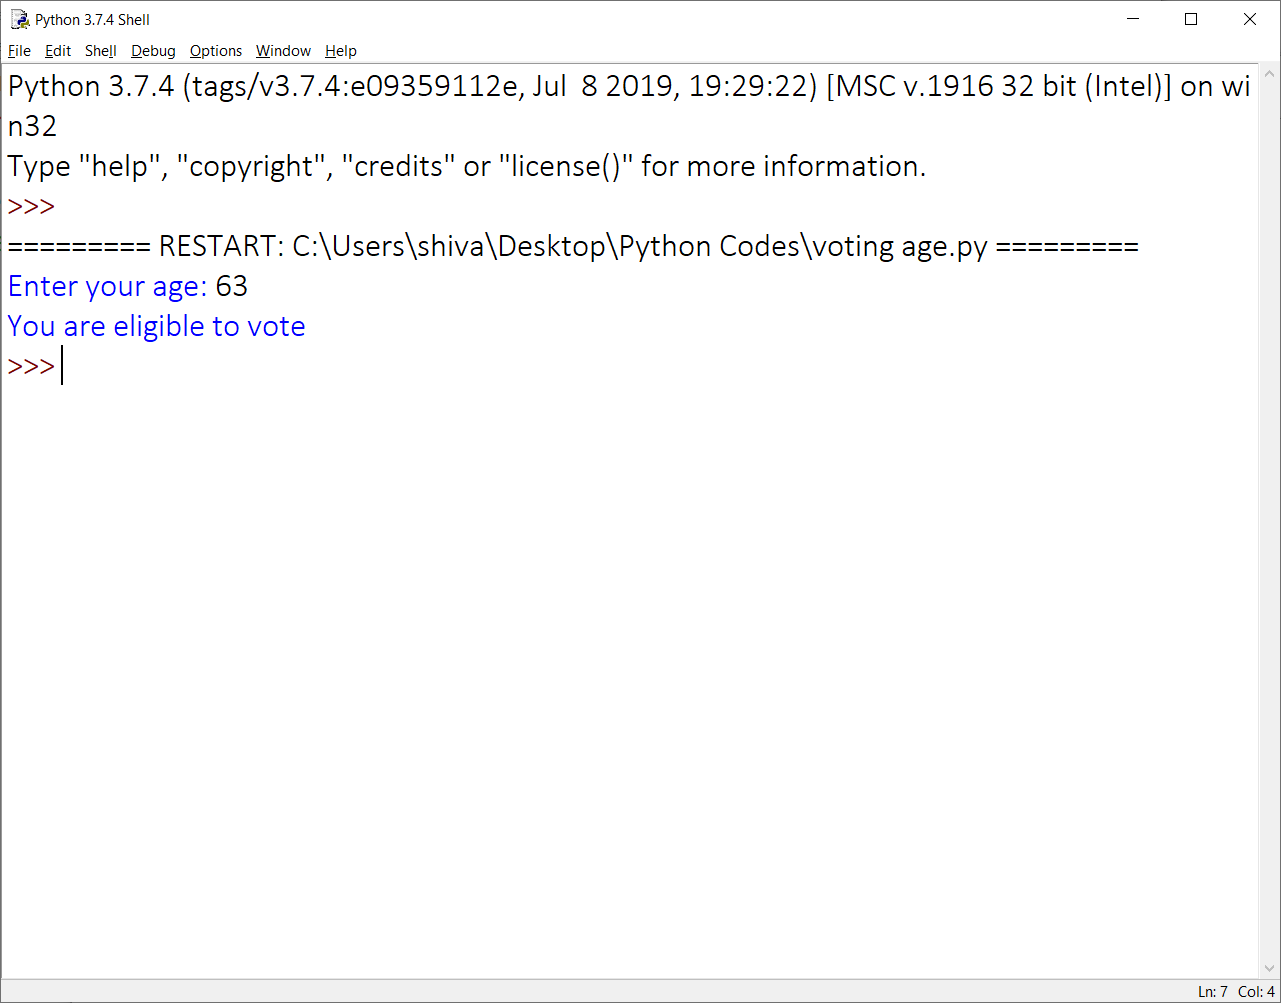 Python 3.7.4 Shell
File Edit Shell Debug Options Window Help
Python 3.7.4 (tags/v3.7.4:e09359112e, Jul  8 2019, 19:29:22) [MSC v.1916 32 bit (Intel)] on wi
n32
Type "help", "copyright", "credits" or "license()" for more information.
>>>
========= RESTART: C:\Users\shiva\Desktop\Python Codes\voting age.py =========
Enter your age: 63
You are eligible to vote
>>>
Ln: 7 Col: 4